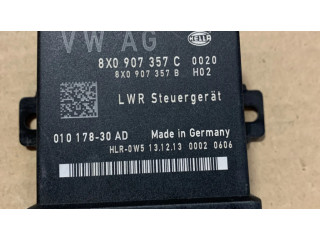 VW AG
HELLA
8X0 907 357 C 0020
8X0 907 357 B H02
LWR Steuergerät
010 178-30 AD Made in Germany
HLR-0W5 13.12.13 0002 0606